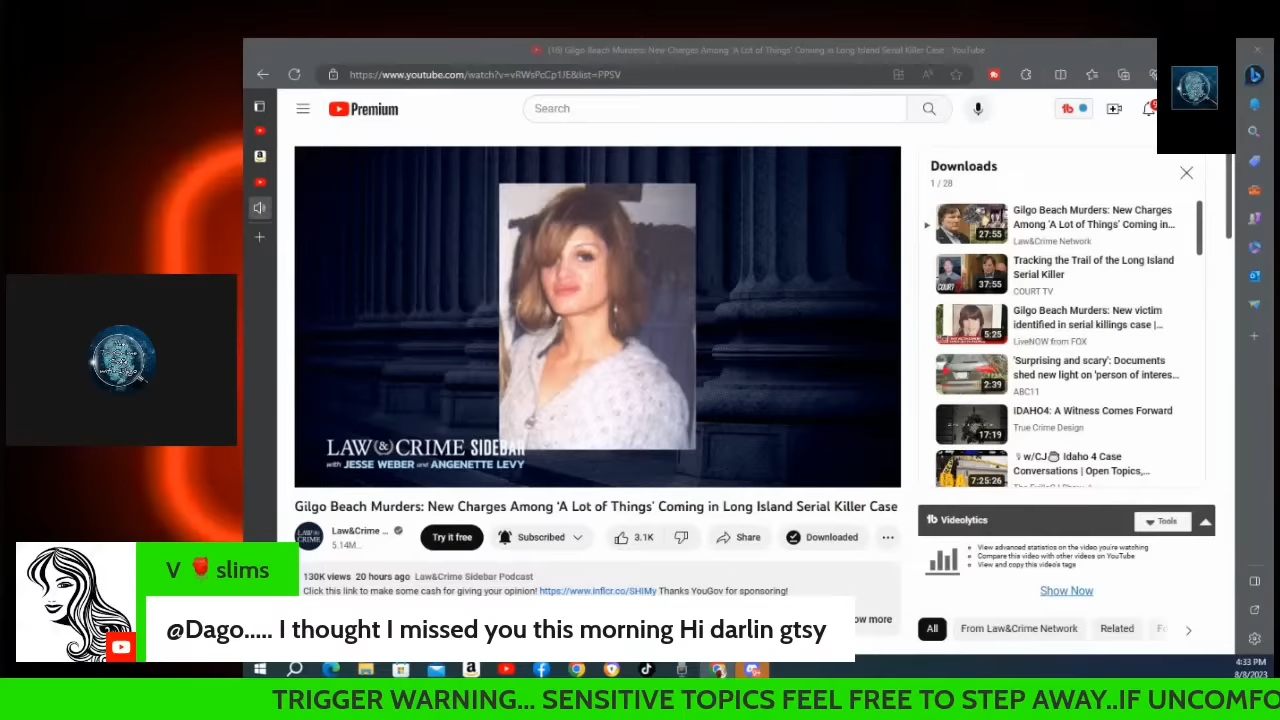 (16) Gilgo Beach Murders: New Charges Among 'A Lot of Things' Coming in Long Island Serial Killer Case - YouTube
https://www.youtube.com/watch?v=vRWsPcCp1JE&list=PPSV
Premium
Search
LAW & CRIME SIDEBAR
with JESSE WEBER and ANGENETTE LEVY
Downloads
1 / 28
Gilgo Beach Murders: New Charges
Among 'A Lot of Things' Coming in...
Law&Crime Network
27:55
Tracking the Trail of the Long Island
Serial Killer
COURT TV
37:55
Gilgo Beach Murders: New victim
identified in serial killings case |...
LiveNOW from FOX
5:25
'Surprising and scary': Documents
shed new light on 'person of interes...
ABC11
2:39
IDAHO4: A Witness Comes Forward
True Crime Design
17:19
w/CJ Idaho 4 Case
Conversations | Open Topics,...
7:25:26
Gilgo Beach Murders: New Charges Among 'A Lot of Things' Coming in Long Island Serial Killer Case
Law&Crime ...
5.14M...
Try it free
Subscribed
3.1K
Share
Downloaded
130K views 20 hours ago Law&Crime Sidebar Podcast
Click this link to make some cash for giving your opinion! https://www.inflcr.co/SHIMy Thanks YouGov for sponsoring!
ow more
tb Videolytics
Tools
View advanced statistics on the video you're watching
Compare this video with other videos on YouTube
View and copy this video's tags
Show Now
All
From Law&Crime Network
Related
Fo
V 🌹slims
@Dago..... I thought I missed you this morning Hi darlin gtsy
4:33 PM
8/8/2023
TRIGGER WARNING... SENSITIVE TOPICS FEEL FREE TO STEP AWAY..IF UNCOMFO